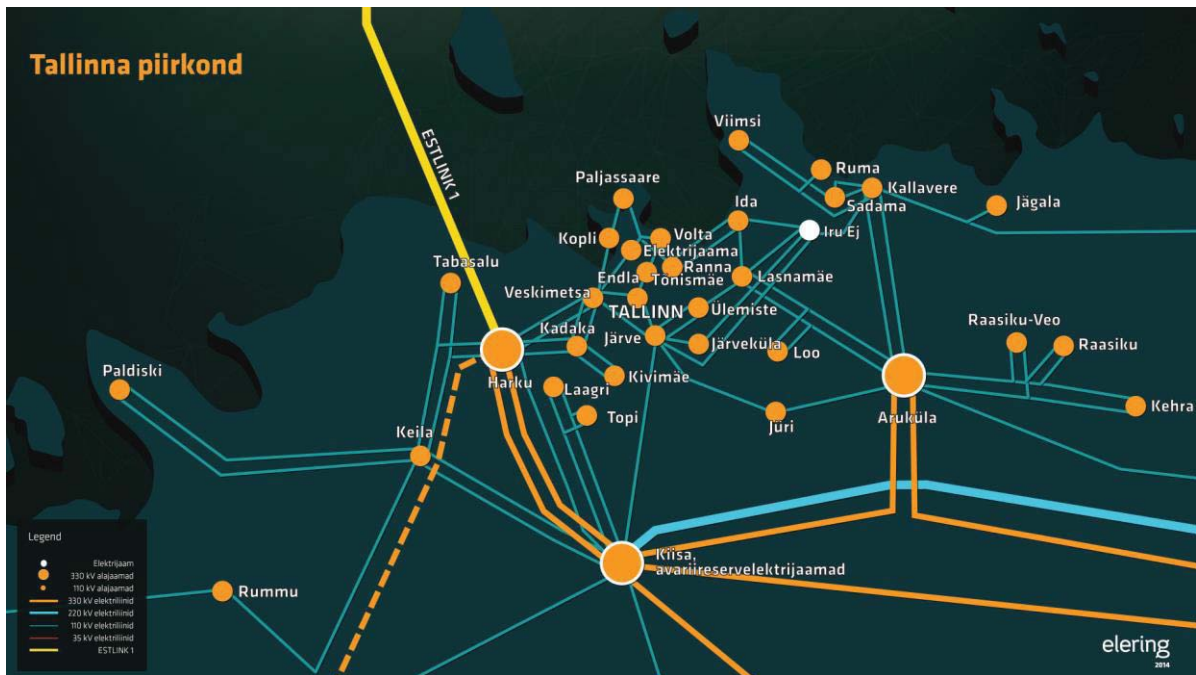 Tallinna piirkond
ESTLINK 1
Viimsi
Ruma
Kallavere
Sadama
Jägala
Paljassaare
Ida
Iru Ej
Kopli
Volta
Elektrijaama
Ranna
Endla
Tõnismäe
Lasnamäe
Tabasalu
Veskimetsa
TALLINN
Ülemiste
Kadaka
Järve
Järveküla
Loo
Raasiku-Veo
Raasiku
Paldiski
Harku
Laagri
Kivimäe
Topi
Jüri
Aruküla
Kehra
Keila
Kiisa,
avariireservelektrijaamad
Rummu
Legend
Elektrijaam
330 kV alajaamad
110 kV alajaamad
330 kV elektriliinid
220 kV elektriliinid
110 kV elektriliinid
35 kV elektriliinid
ESTLINK 1
elering
2014